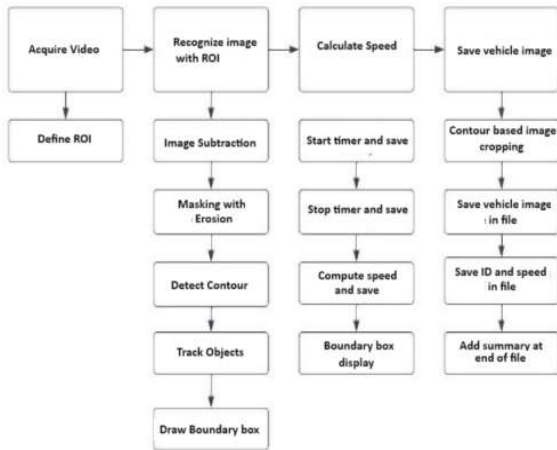 Acquire Video
Recognize image
with ROI
Calculate Speed
Save vehicle image
Define ROI
Image Subtraction
Start timer and save
Contour based image
cropping
Masking with
Erosion
Stop timer and save
Save vehicle image
in file
Detect Contour
Compute speed
and save
Save ID and speed
in file
Track Objects
Boundary box
display
Add summary at
end of file
Draw Boundary box